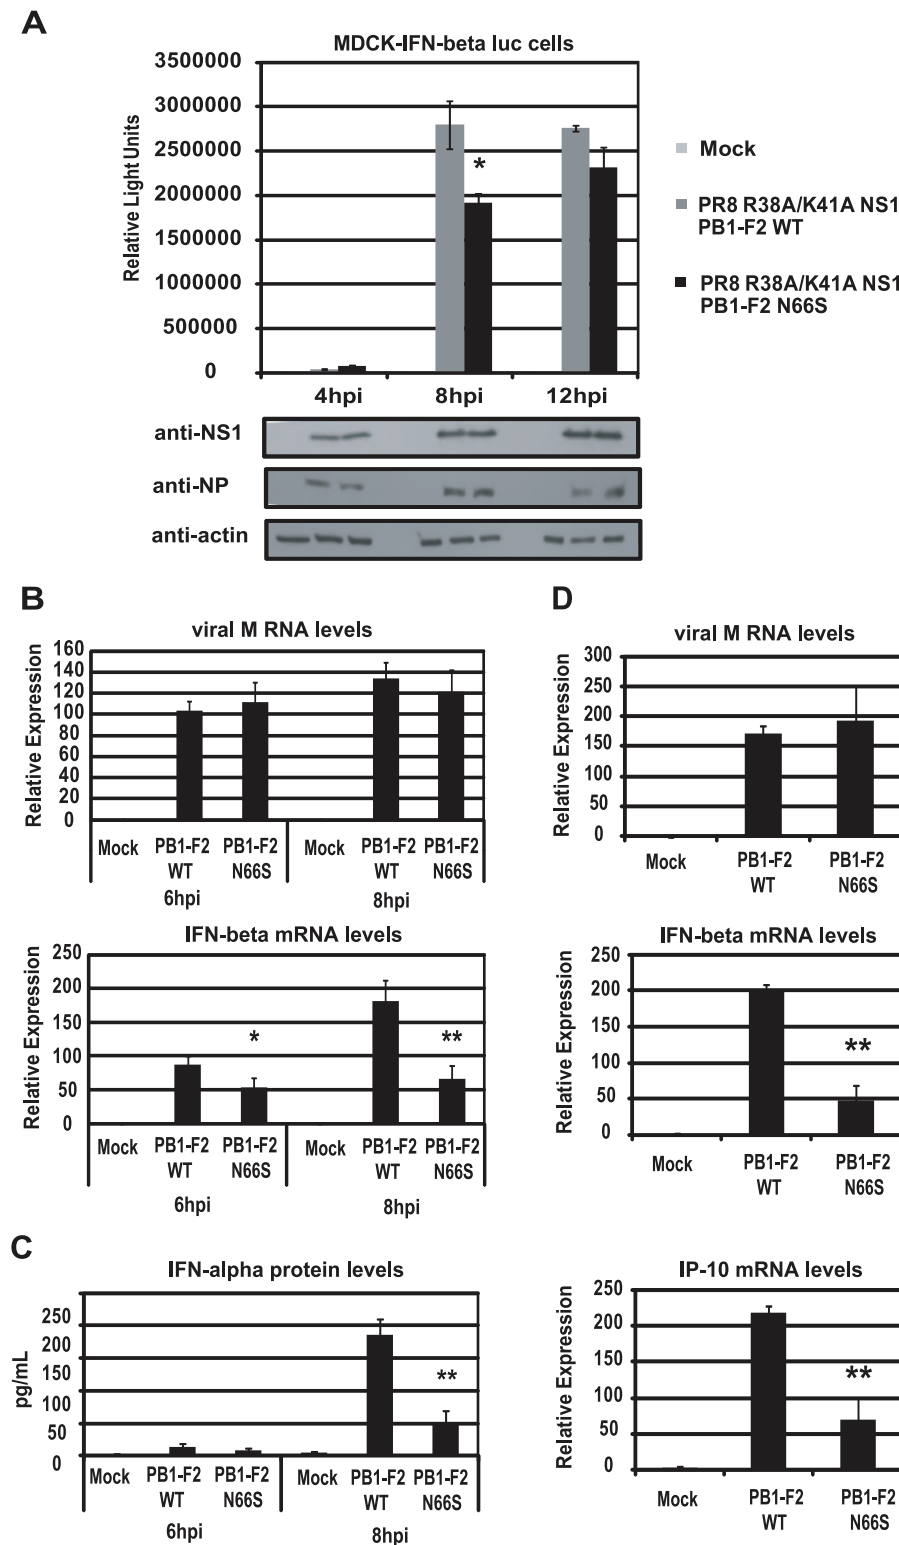 A
MDCK-IFN-beta luc cells
Relative Light Units
3500000
3000000
2500000
2000000
1500000
1000000
500000
0
*
4hpi 8hpi 12hpi
Mock
PR8 R38A/K41A NS1
PB1-F2 WT
PR8 R38A/K41A NS1
PB1-F2 N66S
anti-NS1
anti-NP
anti-actin
B
viral M RNA levels
Relative Expression
160
140
120
100
80
60
40
20
0
Mock PB1-F2 PB1-F2 Mock PB1-F2 PB1-F2
WT N66S WT N66S
6hpi 8hpi
IFN-beta mRNA levels
Relative Expression
250
200
150
100
50
0
* **
Mock PB1-F2 PB1-F2 Mock PB1-F2 PB1-F2
WT N66S WT N66S
6hpi 8hpi
C
IFN-alpha protein levels
pg/mL
250
200
150
100
50
0
**
Mock PB1-F2 PB1-F2 Mock PB1-F2 PB1-F2
WT N66S WT N66S
6hpi 8hpi
D
viral M RNA levels
Relative Expression
300
250
200
150
100
50
0
Mock PB1-F2 PB1-F2
WT N66S
IFN-beta mRNA levels
Relative Expression
250
200
150
100
50
0
**
Mock PB1-F2 PB1-F2
WT N66S
IP-10 mRNA levels
Relative Expression
250
200
150
100
50
0
**
Mock PB1-F2 PB1-F2
WT N66S